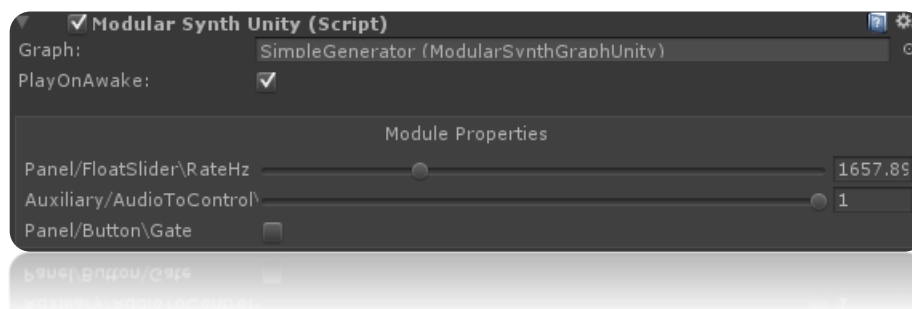 Modular Synth Unity (Script)
Graph: SimpleGenerator (ModularSynthGraphUnity)
PlayOnAwake:
Module Properties
Panel/FloatSlider\RateHz 1657.89
Auxiliary/AudioToControl\ 1
Panel/Button\Gate